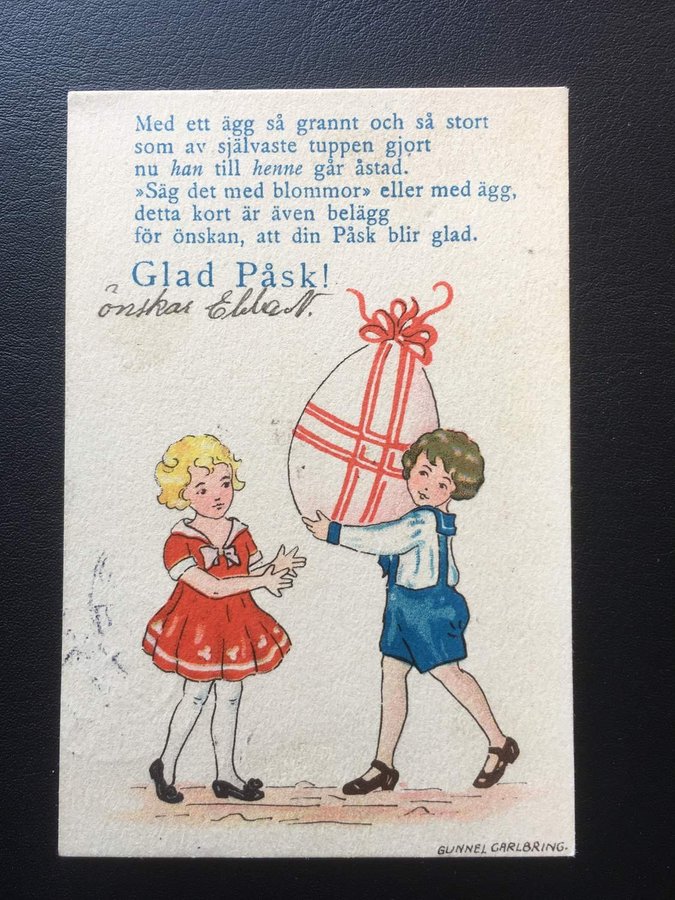 Med ett ägg så grannt och så stort
som av självaste tuppen gjort
nu han till henne går åstad.
»Säg det med blommor» eller med ägg,
detta kort är även belägg
för önskan, att din Påsk blir glad.
Glad Påsk!
önskar Ebba N.
GUNNEL CARLBRING.